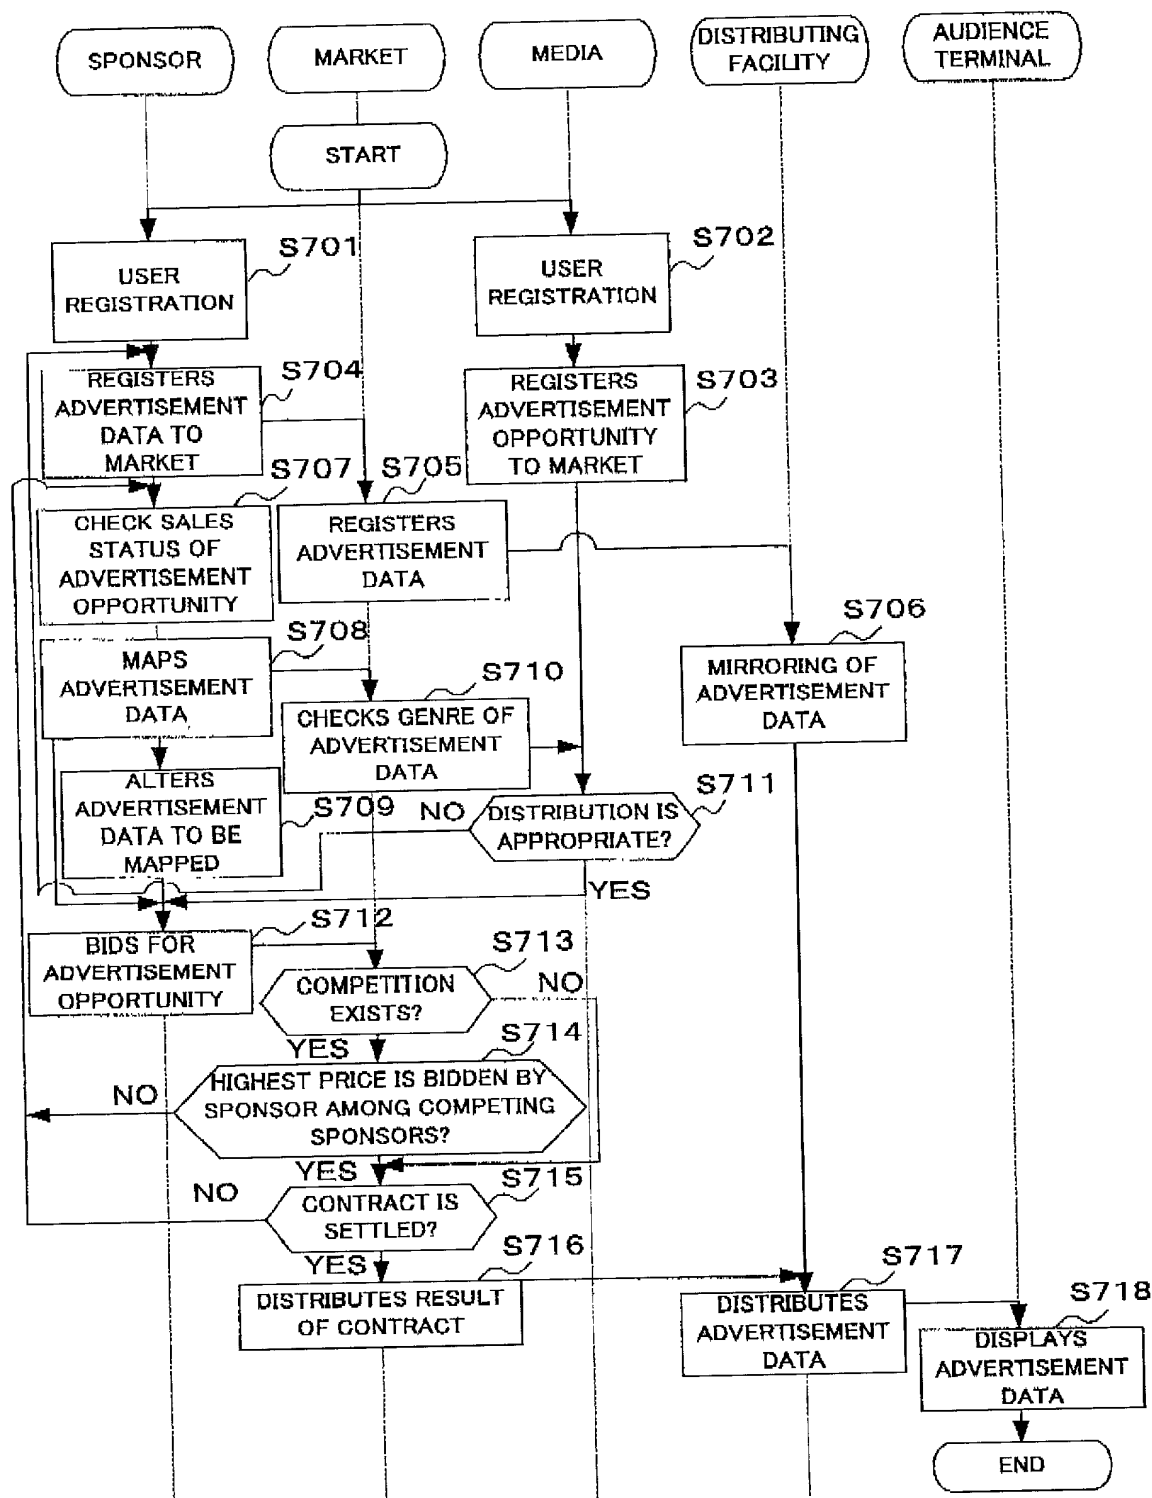 SPONSOR
MARKET
MEDIA
DISTRIBUTING
FACILITY
AUDIENCE
TERMINAL
START
S701
USER
REGISTRATION
S702
USER
REGISTRATION
S704
REGISTERS
ADVERTISEMENT
DATA TO
MARKET
S703
REGISTERS
ADVERTISEMENT
OPPORTUNITY
TO MARKET
S707
CHECK SALES
STATUS OF
ADVERTISEMENT
OPPORTUNITY
S705
REGISTERS
ADVERTISEMENT
DATA
S706
MIRRORING OF
ADVERTISEMENT
DATA
S708
MAPS
ADVERTISEMENT
DATA
S710
CHECKS GENRE OF
ADVERTISEMENT
DATA
S709
ALTERS
ADVERTISEMENT
DATA TO BE
MAPPED
S711
NO
DISTRIBUTION IS
APPROPRIATE?
YES
S712
BIDS FOR
ADVERTISEMENT
OPPORTUNITY
S713
COMPETITION
EXISTS?
NO
YES
S714
NO
HIGHEST PRICE IS BIDDEN BY
SPONSOR AMONG COMPETING
SPONSORS?
YES
S715
NO
CONTRACT IS
SETTLED?
YES
S716
DISTRIBUTES RESULT
OF CONTRACT
S717
DISTRIBUTES
ADVERTISEMENT
DATA
S718
DISPLAYS
ADVERTISEMENT
DATA
END